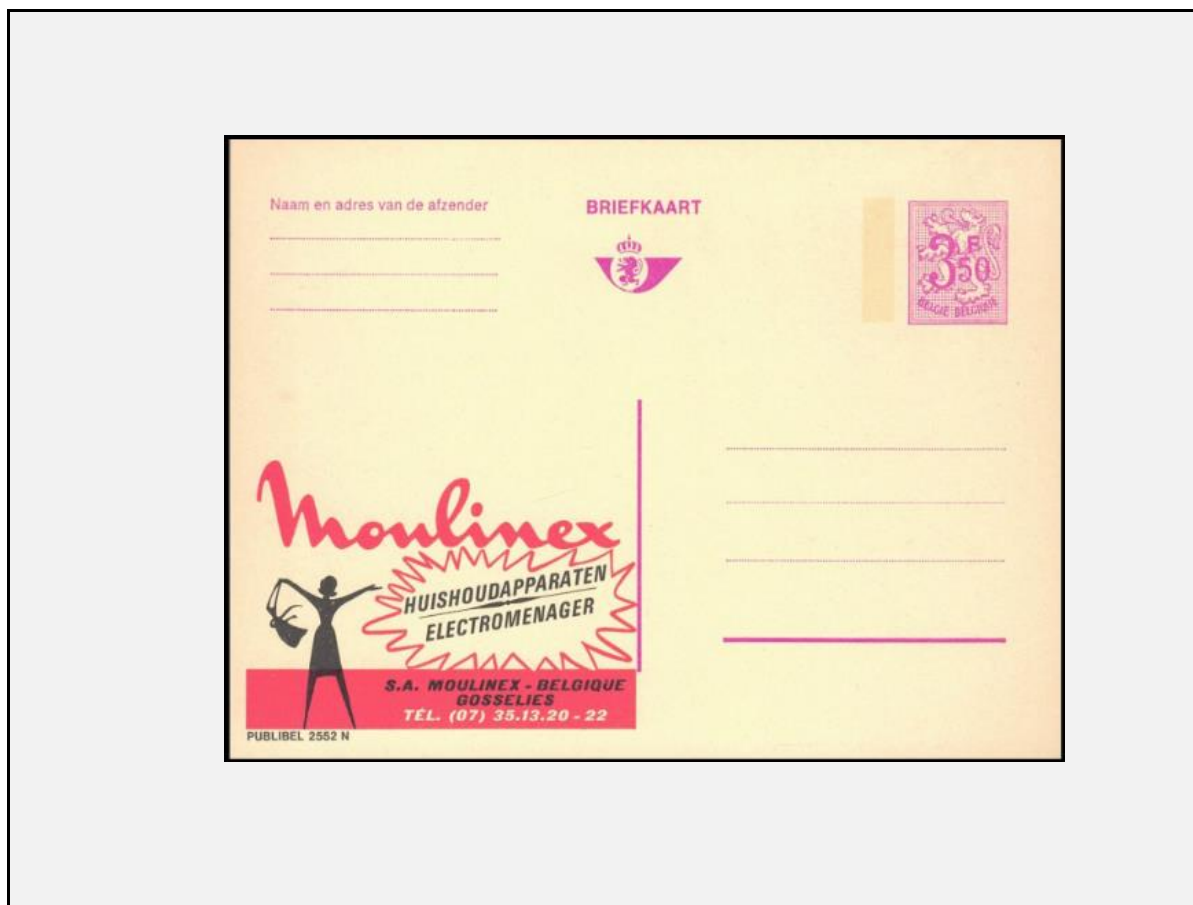 Naam en adres van de afzender
BRIEFKAART
3F50
BELGIE BELGIQUE
Moulinex
HUISHOUDAPPARATEN
ELECTROMENAGER
S.A. MOULINEX - BELGIQUE
GOSSELIES
TÉL. (07) 35.13.20 - 22
PUBLIBEL 2552 N